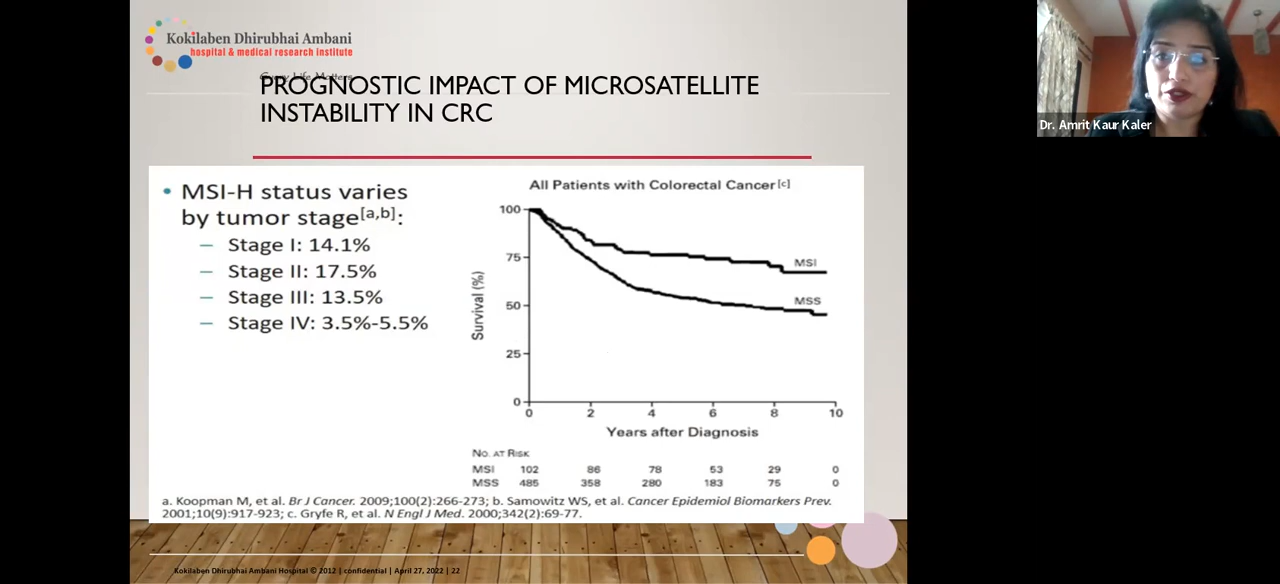 Kokilaben Dhirubhai Ambani
hospital & medical research institute
Every Life Matters
PROGNOSTIC IMPACT OF MICROSATELLITE
INSTABILITY IN CRC
Dr. Amrit Kaur Kaler
• MSI-H status varies
by tumor stage[a,b]:
– Stage I: 14.1%
– Stage II: 17.5%
– Stage III: 13.5%
– Stage IV: 3.5%-5.5%
All Patients with Colorectal Cancer[c]
Survival (%)
100
75
50
25
0
MSI
MSS
0 2 4 6 8 10
Years after Diagnosis
NO. AT RISK
MSI 102 86 78 53 29 0
MSS 485 358 280 183 75 0
a. Koopman M, et al. Br J Cancer. 2009;100(2):266-273; b. Samowitz WS, et al. Cancer Epidemiol Biomarkers Prev.
2001;10(9):917-923; c. Gryfe R, et al. N Engl J Med. 2000;342(2):69-77.
Kokilaben Dhirubhai Ambani Hospital © 2012 | confidential | April 27, 2022 | 22